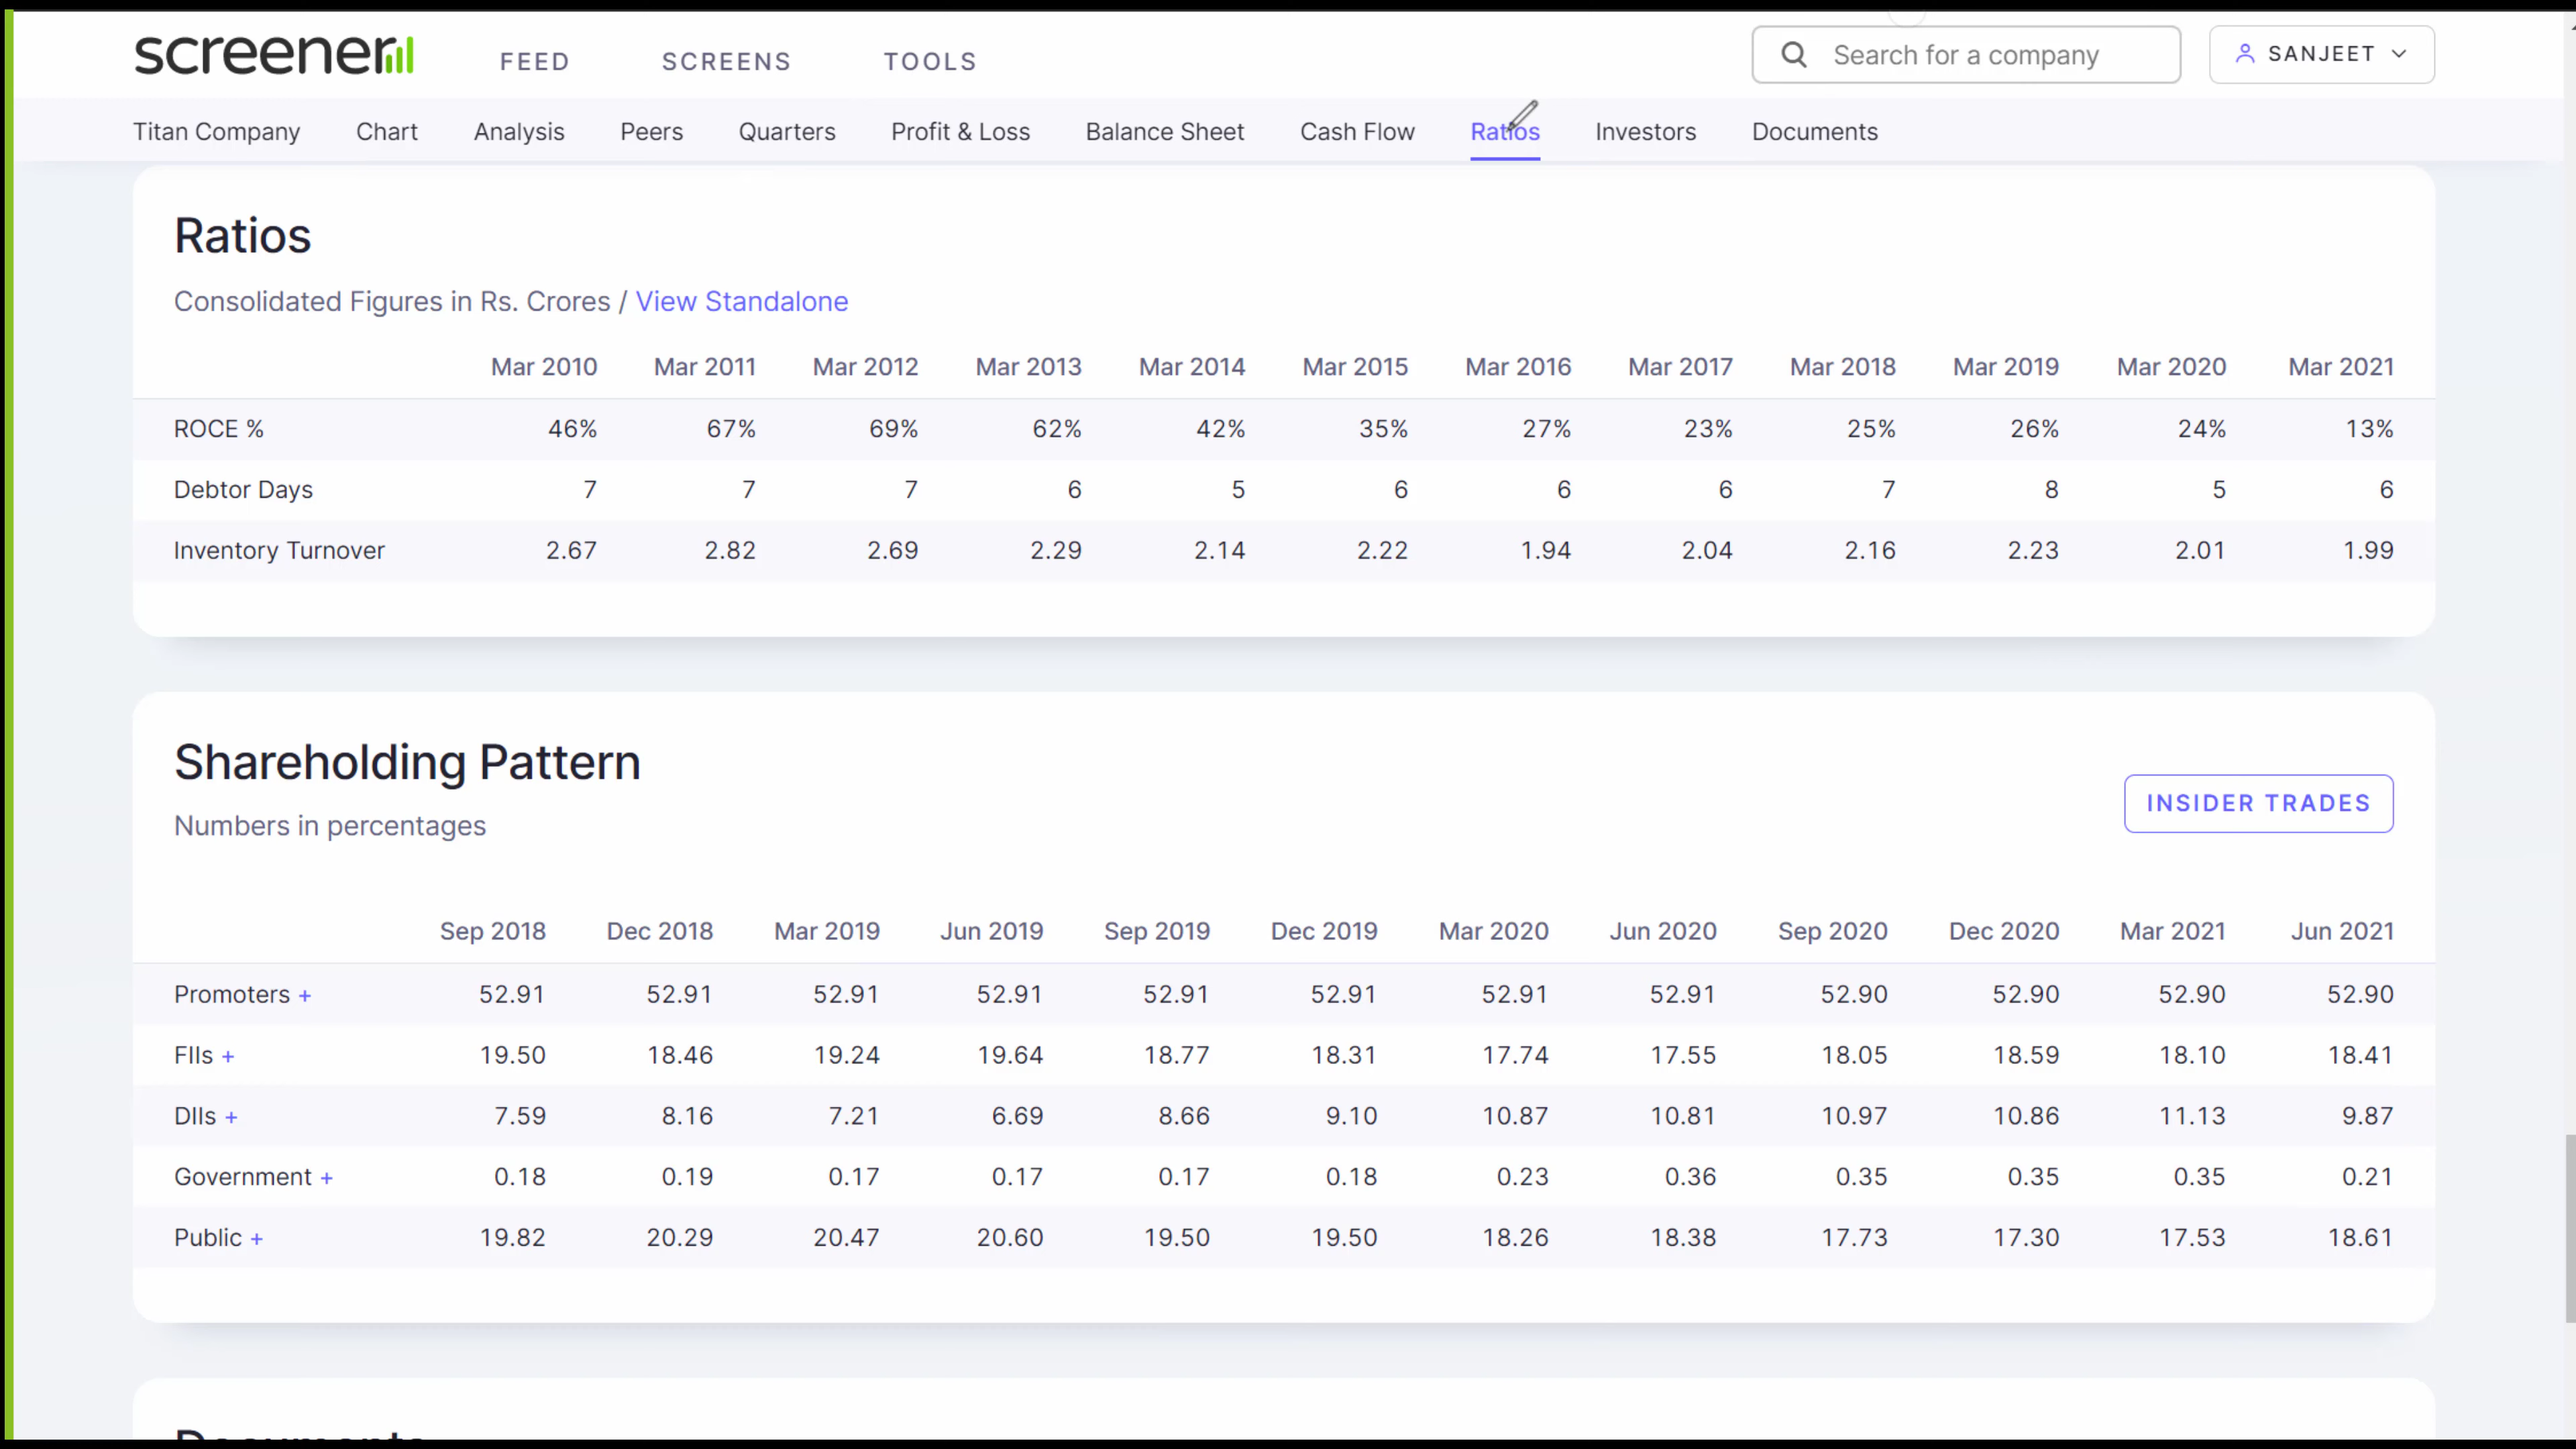 screener FEED SCREENS TOOLS Search for a company SANJEET
Titan Company Chart Analysis Peers Quarters Profit & Loss Balance Sheet Cash Flow Ratios Investors Documents
Ratios
Consolidated Figures in Rs. Crores / View Standalone
Mar 2010 Mar 2011 Mar 2012 Mar 2013 Mar 2014 Mar 2015 Mar 2016 Mar 2017 Mar 2018 Mar 2019 Mar 2020 Mar 2021
ROCE % 46% 67% 69% 62% 42% 35% 27% 23% 25% 26% 24% 13%
Debtor Days 7 7 7 6 5 6 6 6 7 8 5 6
Inventory Turnover 2.67 2.82 2.69 2.29 2.14 2.22 1.94 2.04 2.16 2.23 2.01 1.99
Shareholding Pattern
INSIDER TRADES
Numbers in percentages
Sep 2018 Dec 2018 Mar 2019 Jun 2019 Sep 2019 Dec 2019 Mar 2020 Jun 2020 Sep 2020 Dec 2020 Mar 2021 Jun 2021
Promoters + 52.91 52.91 52.91 52.91 52.91 52.91 52.91 52.91 52.90 52.90 52.90 52.90
FIIs + 19.50 18.46 19.24 19.64 18.77 18.31 17.74 17.55 18.05 18.59 18.10 18.41
DIIs + 7.59 8.16 7.21 6.69 8.66 9.10 10.87 10.81 10.97 10.86 11.13 9.87
Government + 0.18 0.19 0.17 0.17 0.17 0.18 0.23 0.36 0.35 0.35 0.35 0.21
Public + 19.82 20.29 20.47 20.60 19.50 19.50 18.26 18.38 17.73 17.30 17.53 18.61
Documents